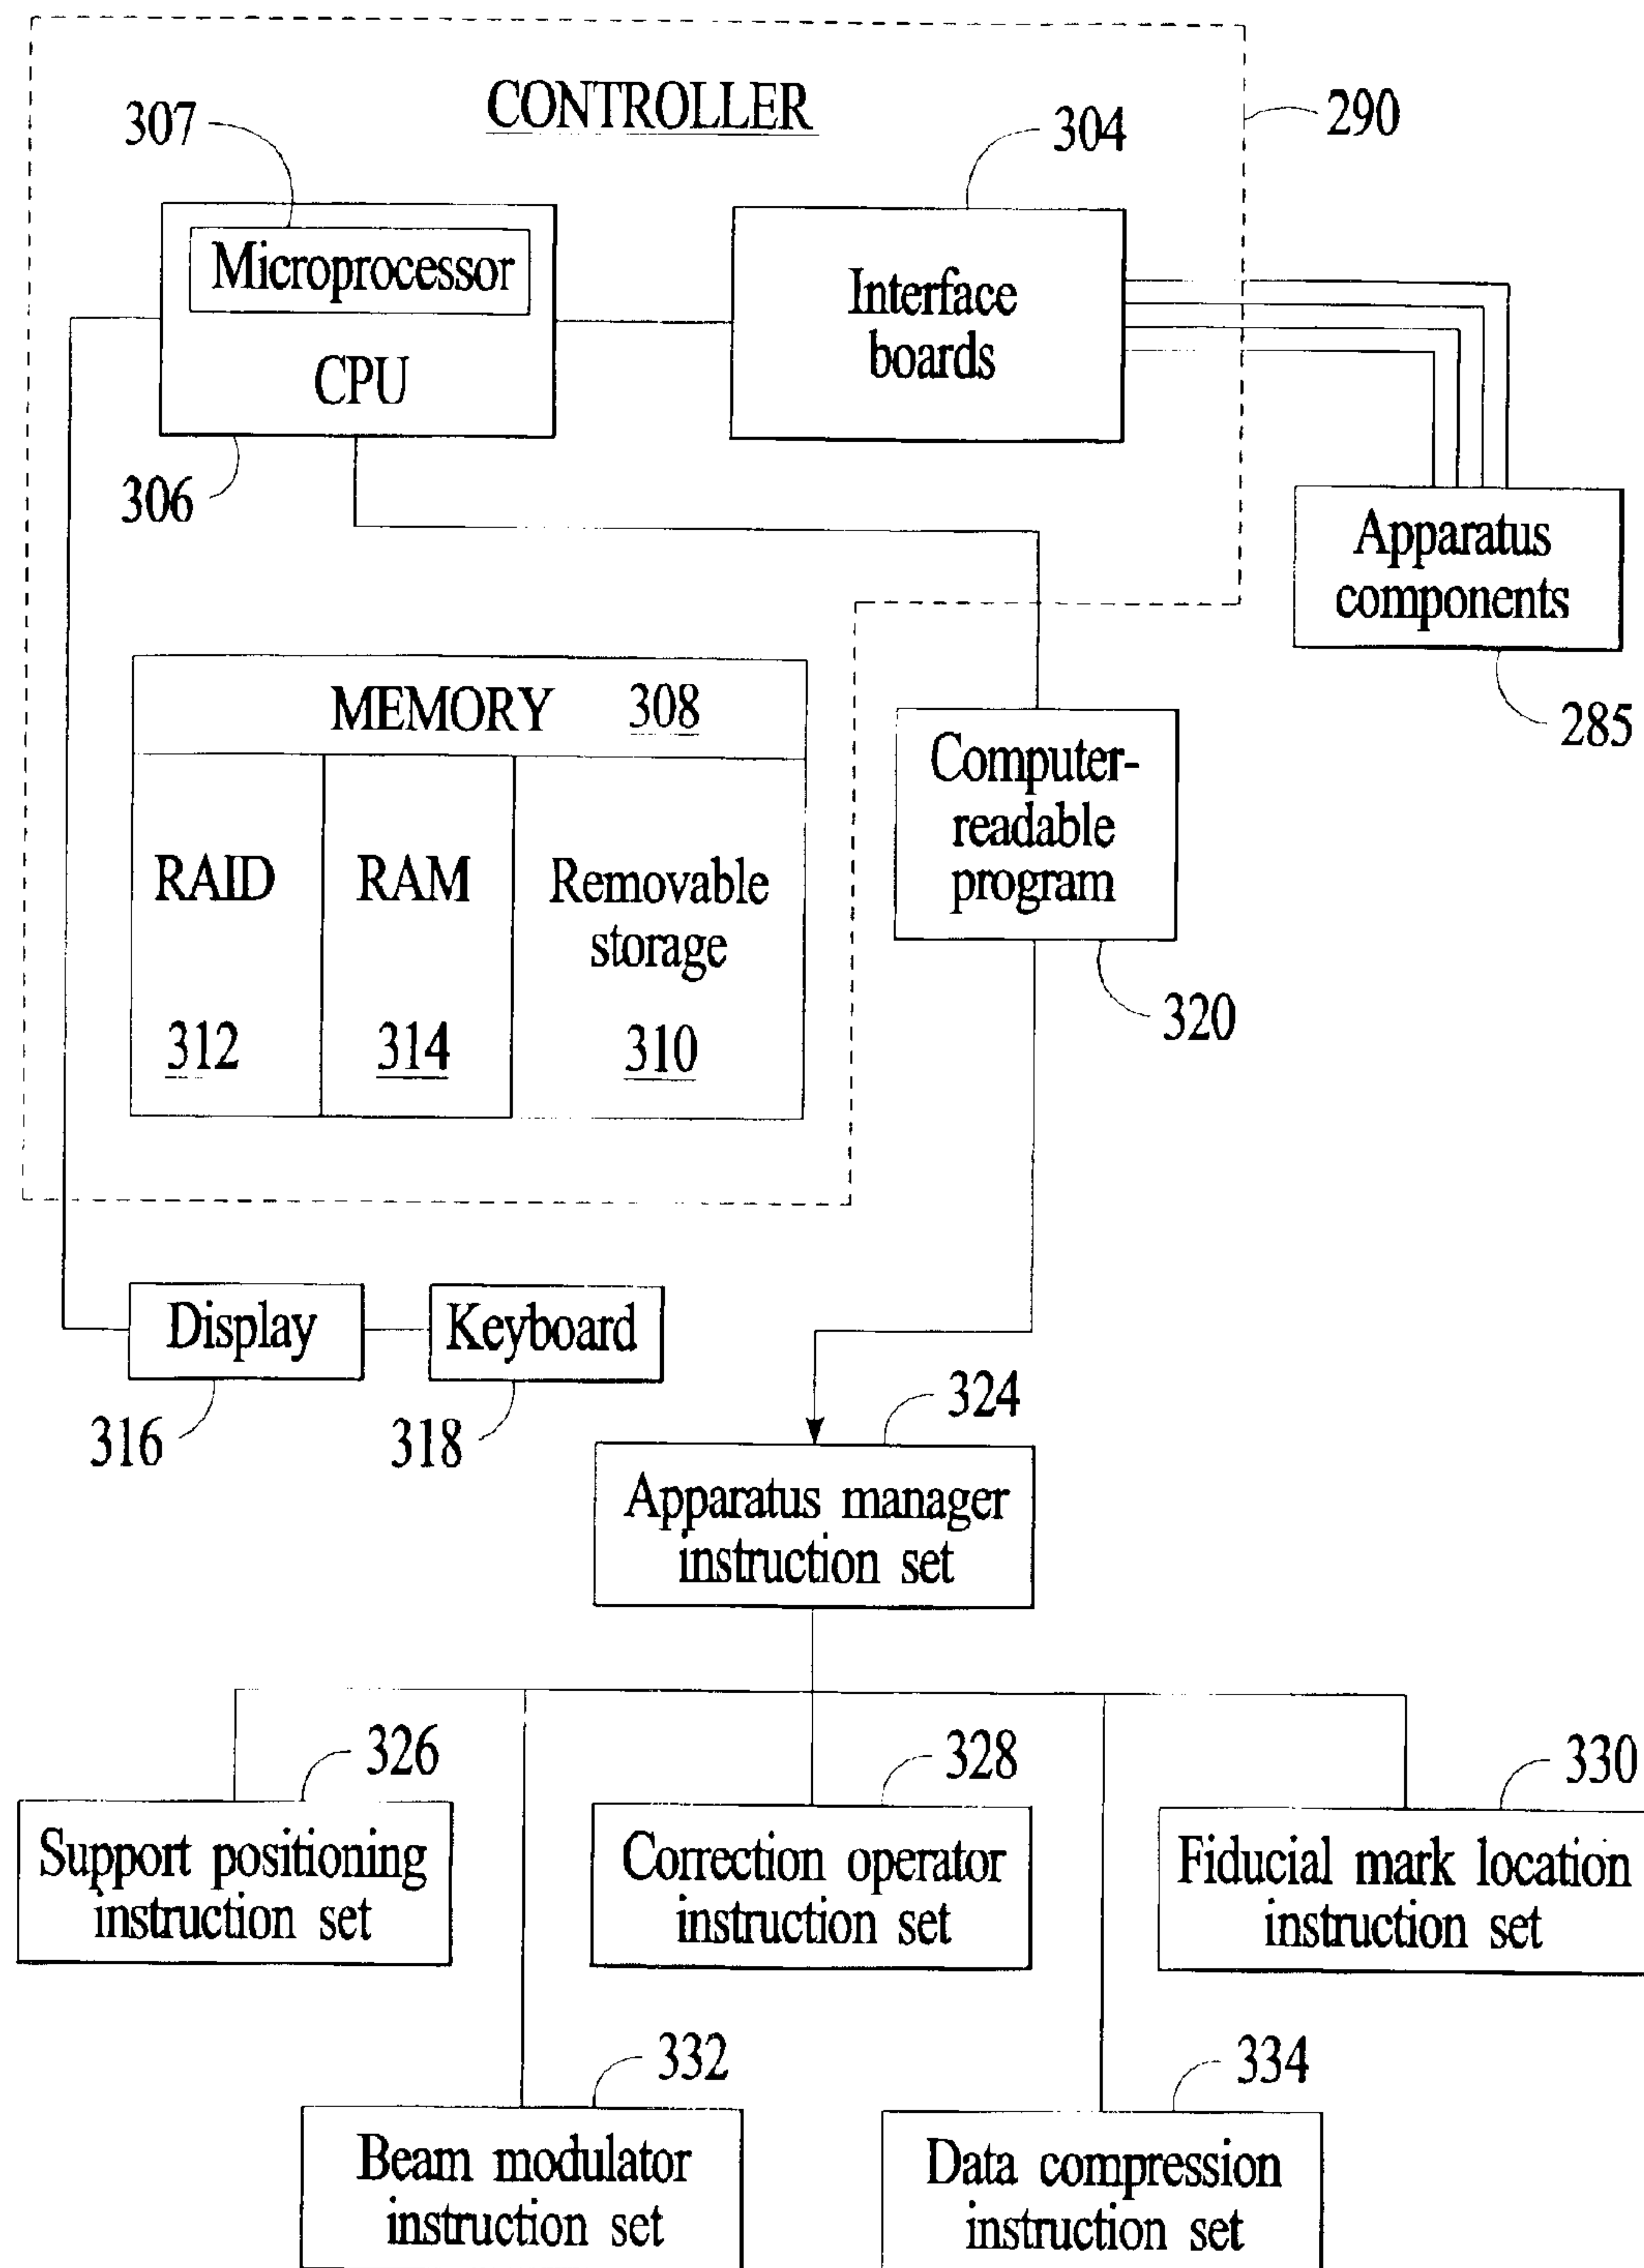 CONTROLLER
307
304
290
Microprocessor
CPU
Interface
boards
306
Apparatus
components
285
MEMORY 308
RAID
312
RAM
314
Removable
storage
310
Computer-
readable
program
320
Display
316
Keyboard
318
324
Apparatus manager
instruction set
326
Support positioning
instruction set
328
Correction operator
instruction set
330
Fiducial mark location
instruction set
332
Beam modulator
instruction set
334
Data compression
instruction set